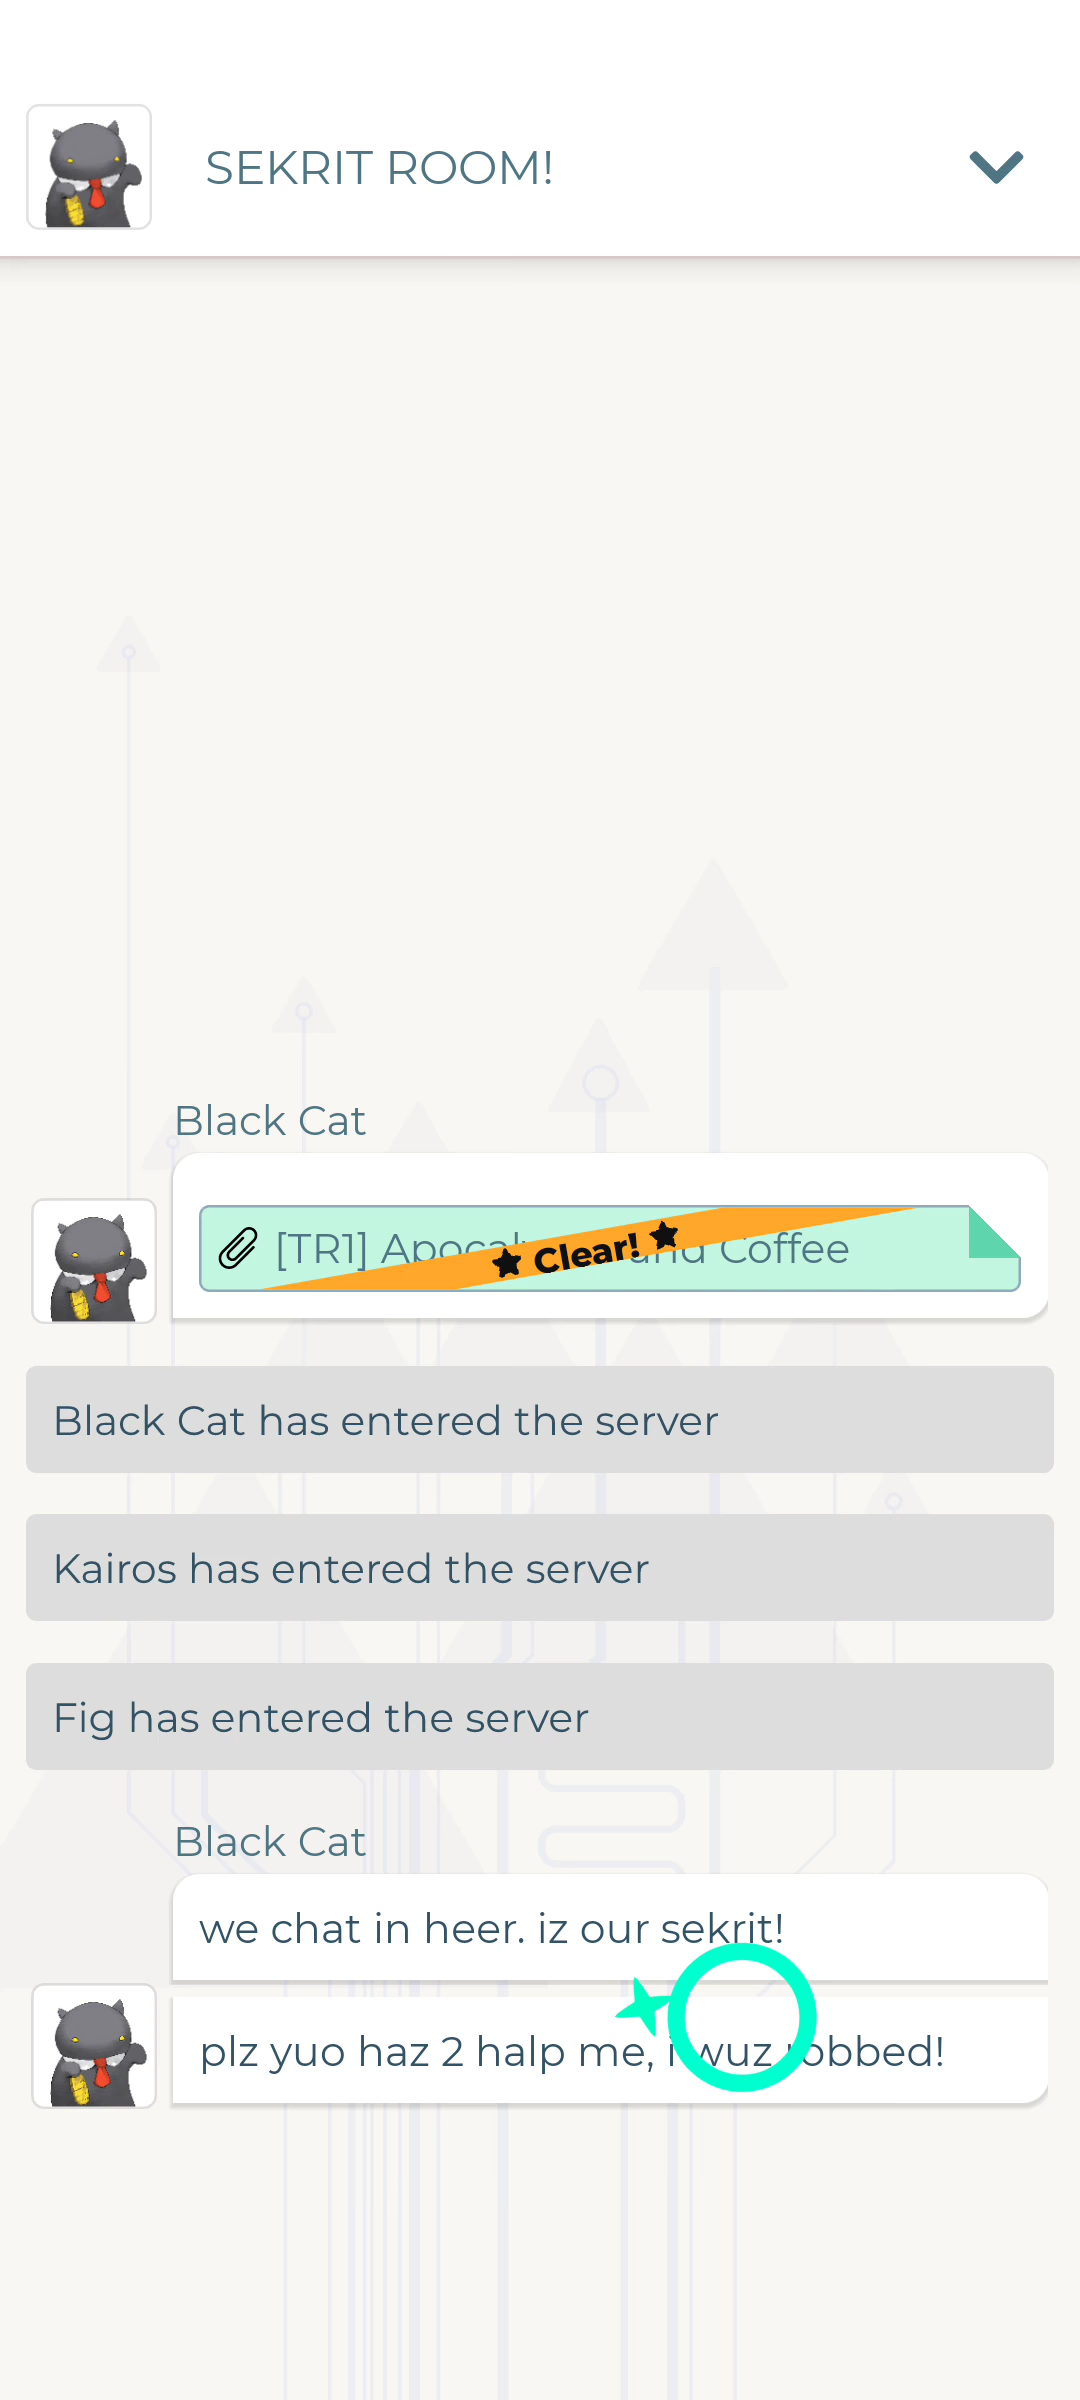 SEKRIT ROOM!
Black Cat
[TR1] Coffee
Clear!
Black Cat has entered the server
Kairos has entered the server
Fig has entered the server
Black Cat
we chat in heer. iz our sekrit!
plz yuo haz 2 halp me, i wuz robbed!